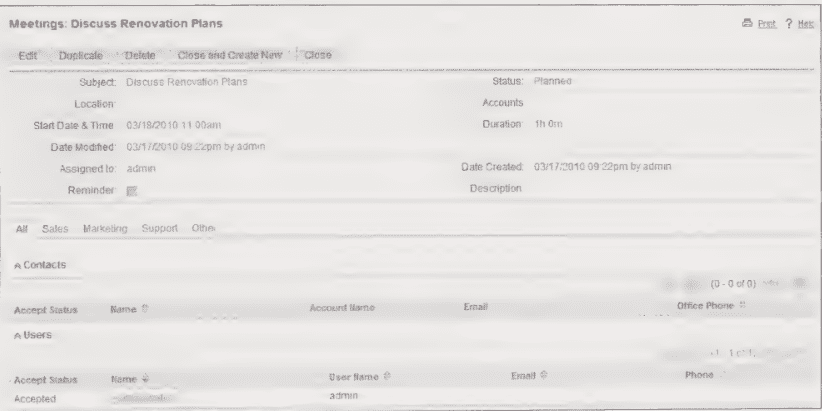 Meetings: Discuss Renovation Plans Print ? Help
Edit Duplicate Delete Close and Create New Close
Subject: Discuss Renovation Plans Status: Planned
Location: Accounts
Start Date & Time 03/18/2010 11:00am Duration: 1h 0m
Date Modified: 03/17/2010 09:22pm by admin
Assigned to: admin Date Created: 03/17/2010 09:22pm by admin
Reminder: Description
All Sales Marketing Support Other
Contacts
(0 - 0 of 0)
Accept Status Name Account Name Email Office Phone
Users
Accept Status Name User Name Email Phone
Accepted admin